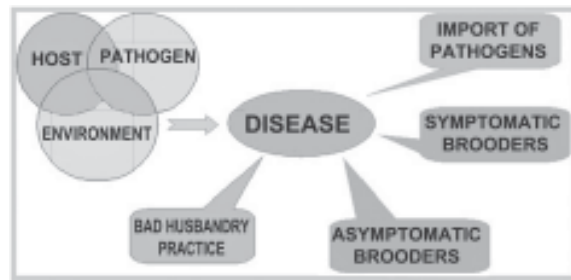 HOST
PATHOGEN
ENVIRONMENT
DISEASE
IMPORT OF
PATHOGENS
SYMPTOMATIC
BROODERS
ASYMPTOMATIC
BROODERS
BAD HUSBANDRY
PRACTICE